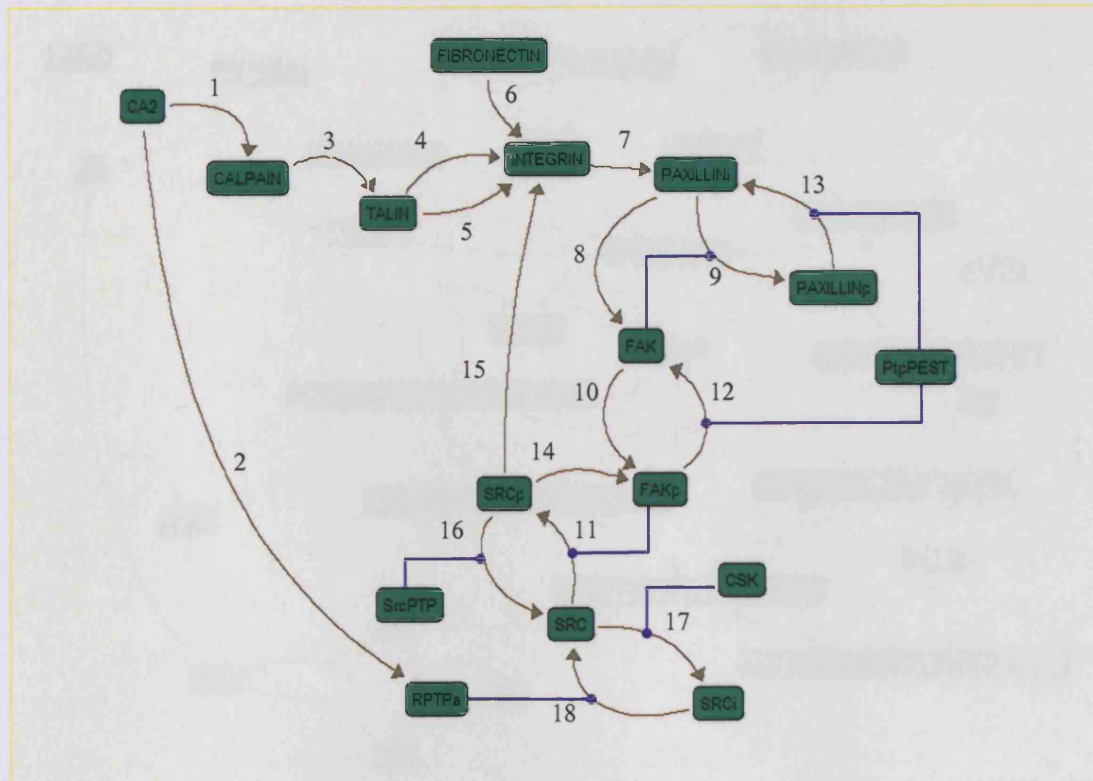 FIBRONECTIN
1
6
CA2
3
4
7
INTEGRIN
PAXILLINi
13
CALPAIN
TALIN
5
8
9
PAXILLINp
FAK
PtpPEST
15
10
12
2
14
SRCp
FAKp
16
11
CSK
SrcPTP
SRC
17
RPTPa
SRCi
18